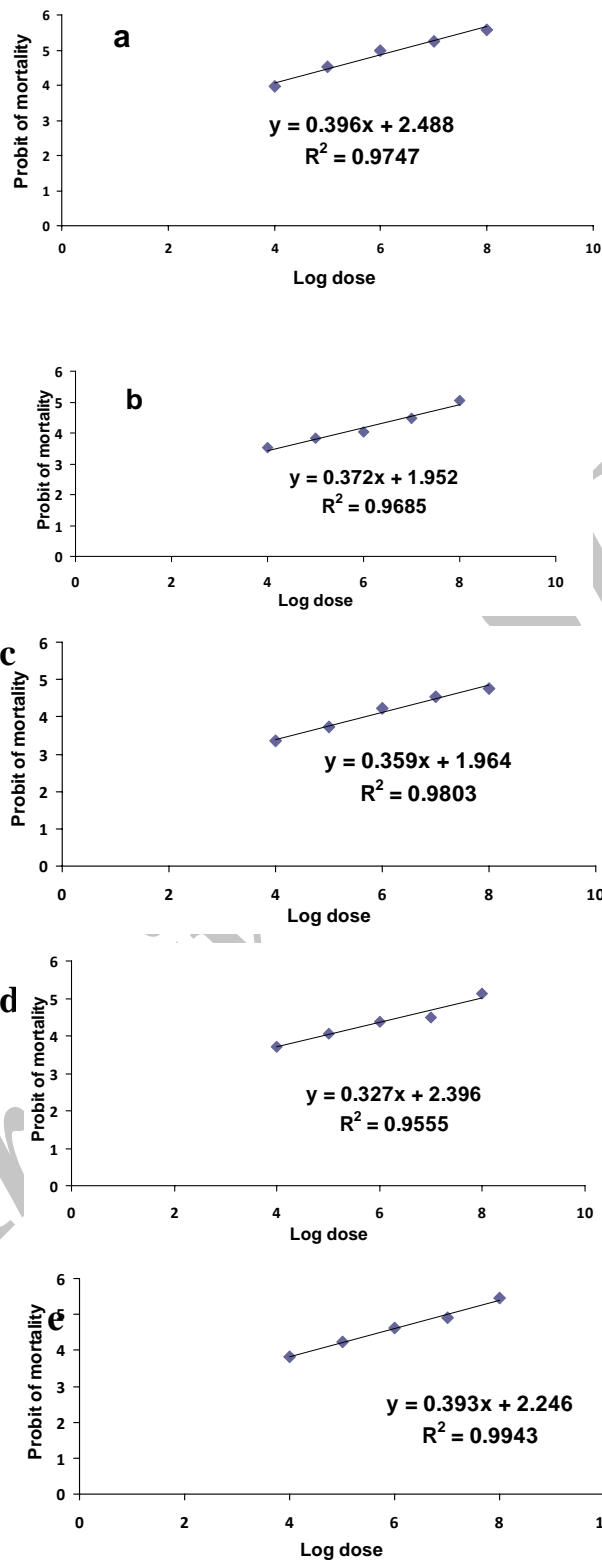 6
a
5
4
Probit of mortality
3
y = 0.396x + 2.488
R² = 0.9747
2
1
0
0 2 4 6 8 10
Log dose
6
b
5
4
Probit of mortality
3
y = 0.372x + 1.952
R² = 0.9685
2
1
0
0 2 4 6 8 10
Log dose
c
6
5
4
Probit of mortality
3
y = 0.359x + 1.964
R² = 0.9803
2
1
0
0 2 4 6 8 10
Log dose
d
6
5
4
Probit of mortality
3
y = 0.327x + 2.396
R² = 0.9555
2
1
0
0 2 4 6 8 10
Log dose
e
6
5
4
Probit of mortality
3
y = 0.393x + 2.246
R² = 0.9943
2
1
0
0 2 4 6 8
Log dose